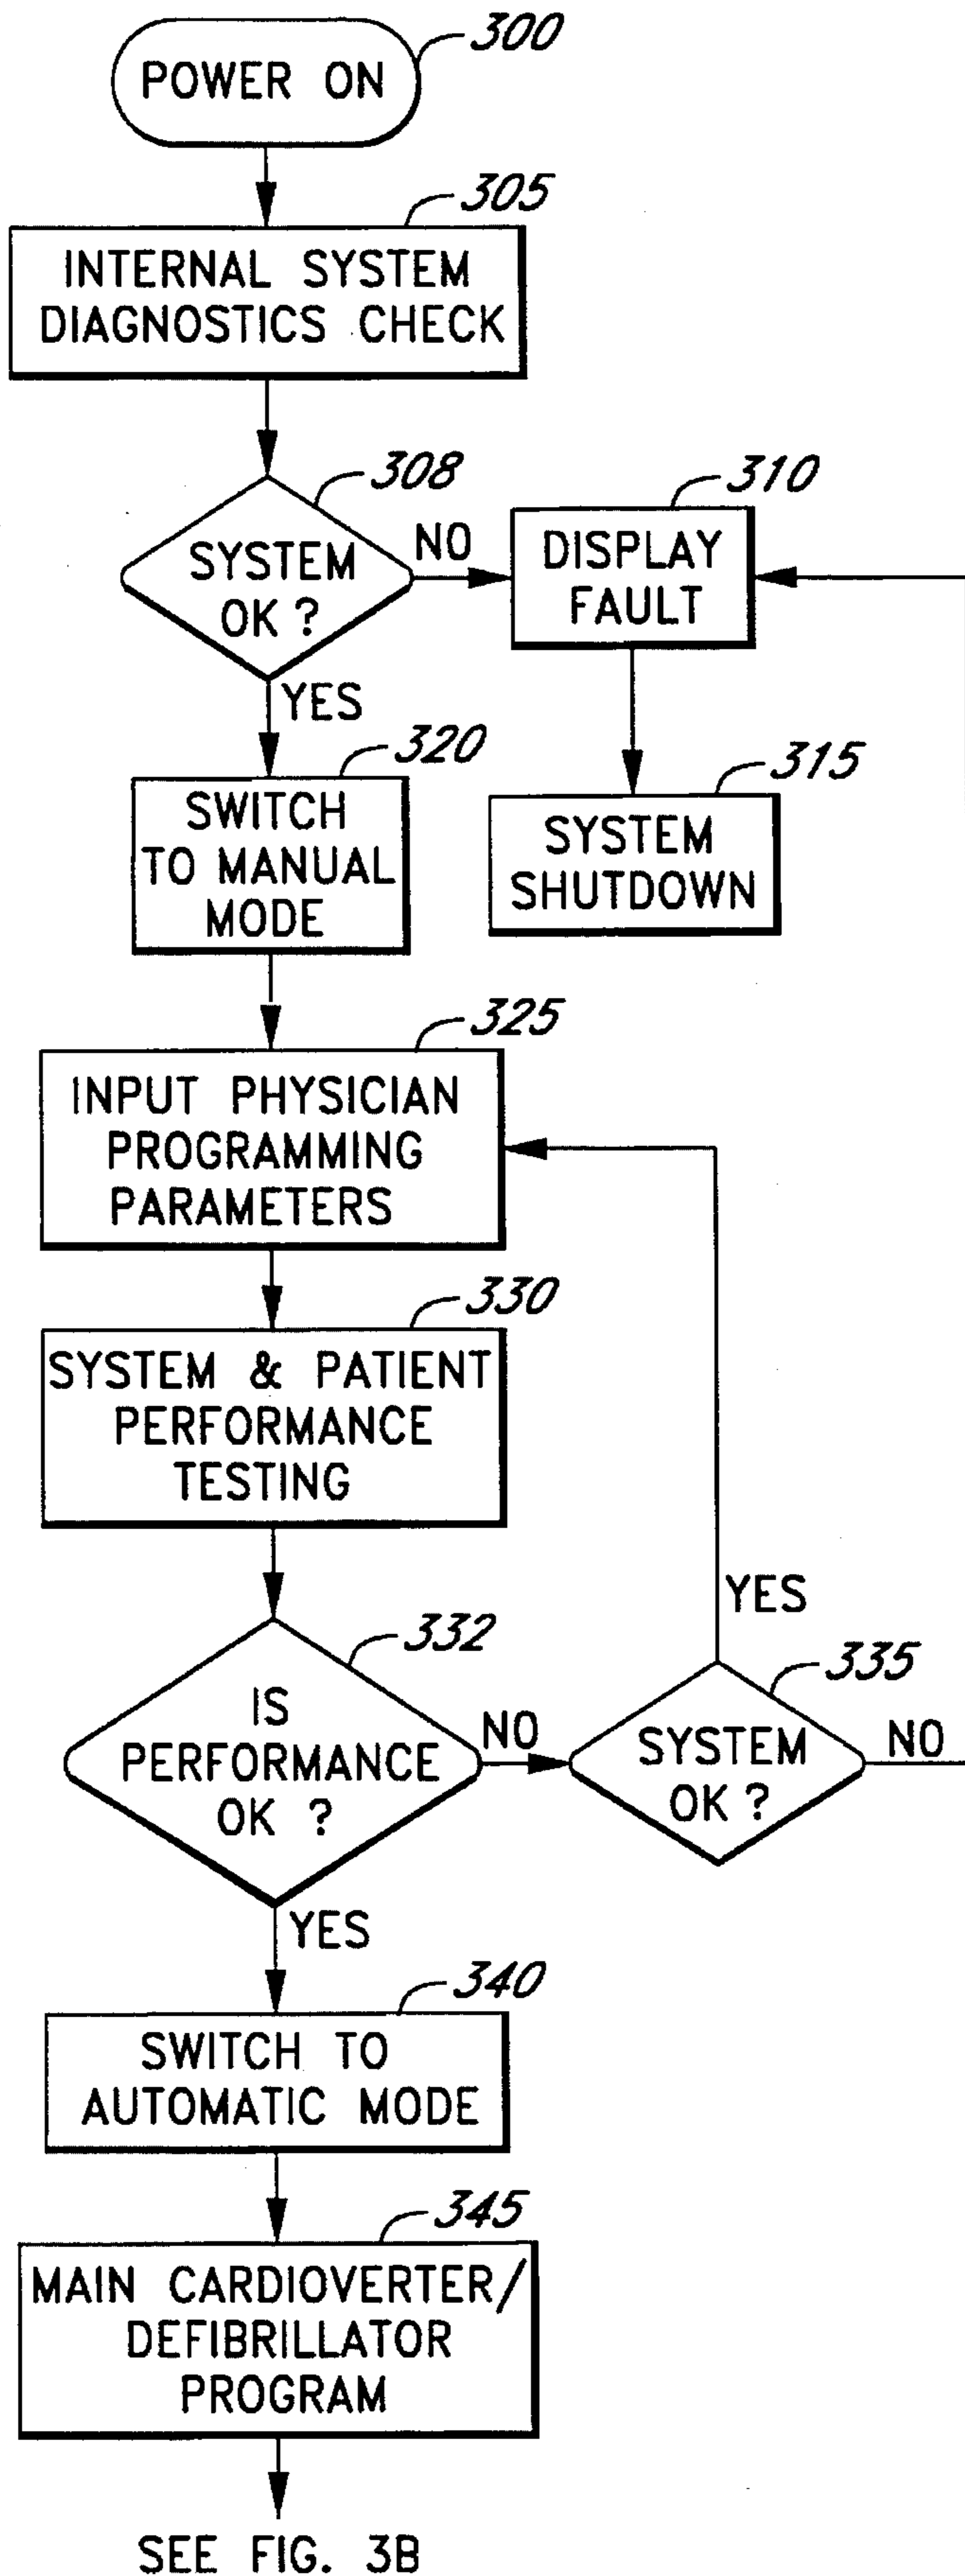 300
POWER ON
305
INTERNAL SYSTEM
DIAGNOSTICS CHECK
308
SYSTEM
OK ?
NO
310
DISPLAY
FAULT
YES
315
SYSTEM
SHUTDOWN
320
SWITCH
TO MANUAL
MODE
325
INPUT PHYSICIAN
PROGRAMMING
PARAMETERS
330
SYSTEM & PATIENT
PERFORMANCE
TESTING
332
IS
PERFORMANCE
OK ?
NO
YES
335
SYSTEM
OK ?
NO
YES
340
SWITCH TO
AUTOMATIC MODE
345
MAIN CARDIOVERTER/
DEFIBRILLATOR
PROGRAM
SEE FIG. 3B